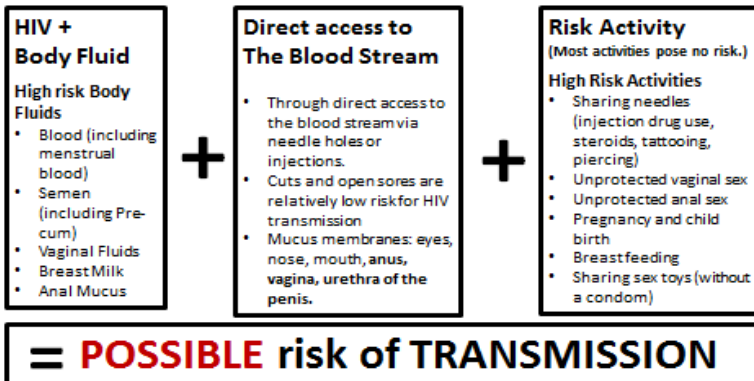 HIV +
Body Fluid
High risk Body
Fluids
• Blood (including
menstrual
blood)
• Semen
(including Pre-
cum)
• Vaginal Fluids
• Breast Milk
• Anal Mucus
+
Direct access to
The Blood Stream
• Through direct access to
the blood stream via
needle holes or
injections.
• Cuts and open sores are
relatively low risk for HIV
transmission
• Mucus membranes: eyes,
nose, mouth, anus,
vagina, urethra of the
penis.
+
Risk Activity
(Most activities pose no risk.)
High Risk Activities
• Sharing needles
(injection drug use,
steroids, tattooing,
piercing)
• Unprotected vaginal sex
• Unprotected anal sex
• Pregnancy and child
birth
• Breastfeeding
• Sharing sex toys (without
a condom)
= POSSIBLE risk of TRANSMISSION